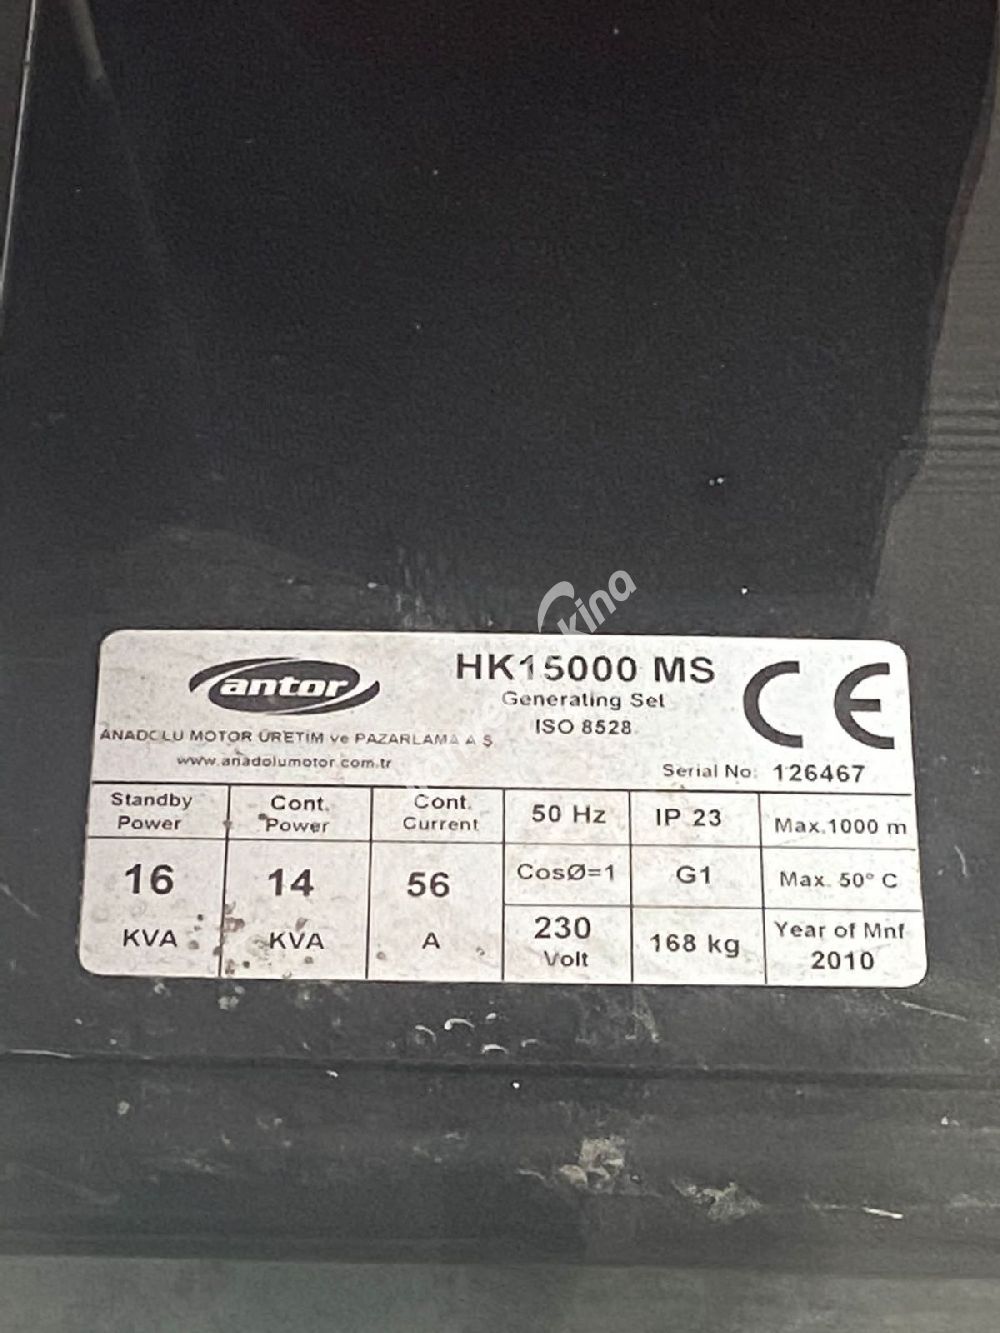 antor
HK15000 MS
Generating Set
ISO 8528
CE
ANADOLU MOTOR ÜRETİM ve PAZARLAMA A.Ş.
www.anadolumotor.com.tr
Serial No: 126467
Standby Power
Cont. Power
Cont. Current
50 Hz
IP 23
Max.1000 m
16 KVA
14 KVA
56 A
CosØ=1
G1
Max. 50° C
230 Volt
168 kg
Year of Mnf 2010
kina